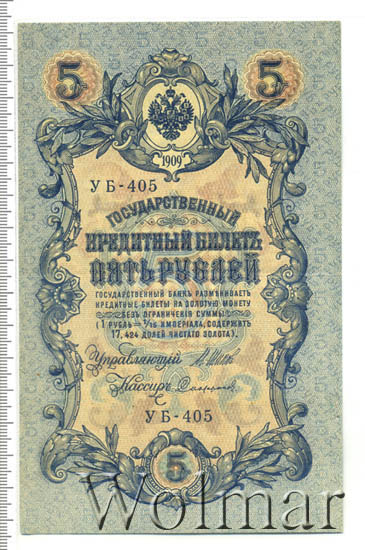 5 5
1909
УБ-405
ГОСУДАРСТВЕННЫЙ
КРЕДИТНЫЙ БИЛЕТЪ
ПЯТЬ РУБЛЕЙ
ГОСУДАРСТВЕННЫЙ БАНКЪ РАЗМѢНИВАЕТЪ
КРЕДИТНЫЕ БИЛЕТЫ НА ЗОЛОТУЮ МОНЕТУ
БЕЗЪ ОГРАНИЧЕНІЯ СУММЫ
(1 РУБЛЬ = 1/15 ИМПЕРІАЛА, СОДЕРЖИТЪ
17,424 ДОЛЕЙ ЧИСТАГО ЗОЛОТА).
Управляющій
Кассиръ
УБ-405
5
Wolmar